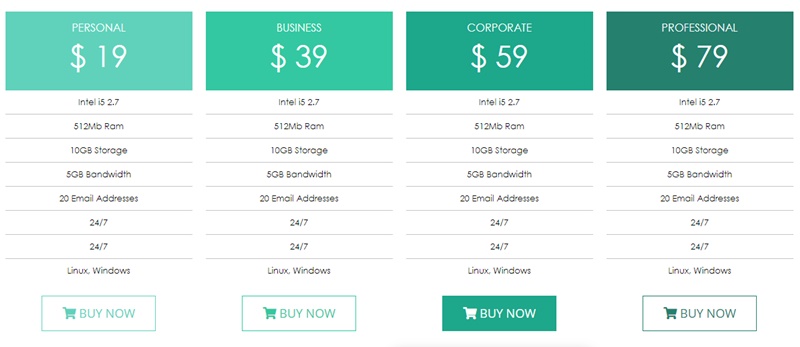 PERSONAL
$ 19
Intel i5 2.7
512Mb Ram
10GB Storage
5GB Bandwidth
20 Email Addresses
24/7
24/7
Linux, Windows
BUY NOW
BUSINESS
$ 39
Intel i5 2.7
512Mb Ram
10GB Storage
5GB Bandwidth
20 Email Addresses
24/7
24/7
Linux, Windows
BUY NOW
CORPORATE
$ 59
Intel i5 2.7
512Mb Ram
10GB Storage
5GB Bandwidth
20 Email Addresses
24/7
24/7
Linux, Windows
BUY NOW
PROFESSIONAL
$ 79
Intel i5 2.7
512Mb Ram
10GB Storage
5GB Bandwidth
20 Email Addresses
24/7
24/7
Linux, Windows
BUY NOW